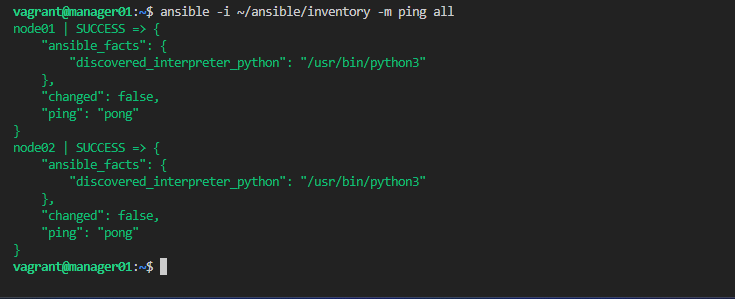 vagrant@manager01:~$ ansible -i ~/ansible/inventory -m ping all
node01 | SUCCESS => {
    "ansible_facts": {
        "discovered_interpreter_python": "/usr/bin/python3"
    },
    "changed": false,
    "ping": "pong"
}
node02 | SUCCESS => {
    "ansible_facts": {
        "discovered_interpreter_python": "/usr/bin/python3"
    },
    "changed": false,
    "ping": "pong"
}
vagrant@manager01:~$